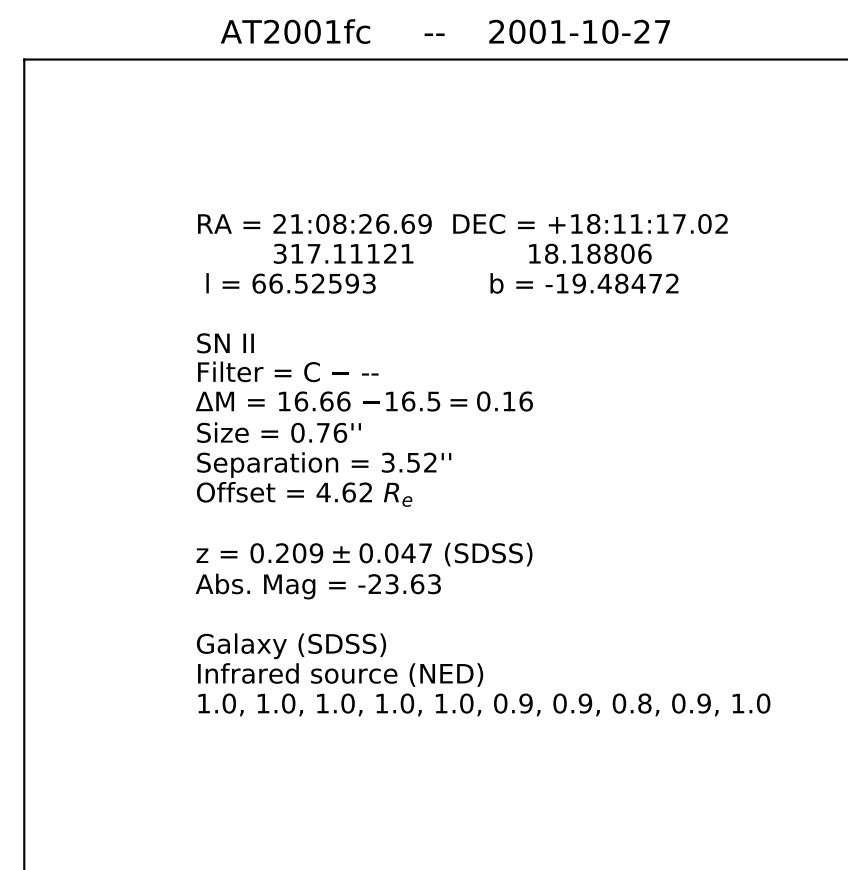 AT2001fc -- 2001-10-27
RA = 21:08:26.69 DEC = +18:11:17.02
317.11121 18.18806
l = 66.52593 b = -19.48472
SN II
Filter = C − --
ΔM = 16.66 −16.5 = 0.16
Size = 0.76''
Separation = 3.52''
Offset = 4.62 Rₑ
z = 0.209 ± 0.047 (SDSS)
Abs. Mag = -23.63
Galaxy (SDSS)
Infrared source (NED)
1.0, 1.0, 1.0, 1.0, 1.0, 0.9, 0.9, 0.8, 0.9, 1.0